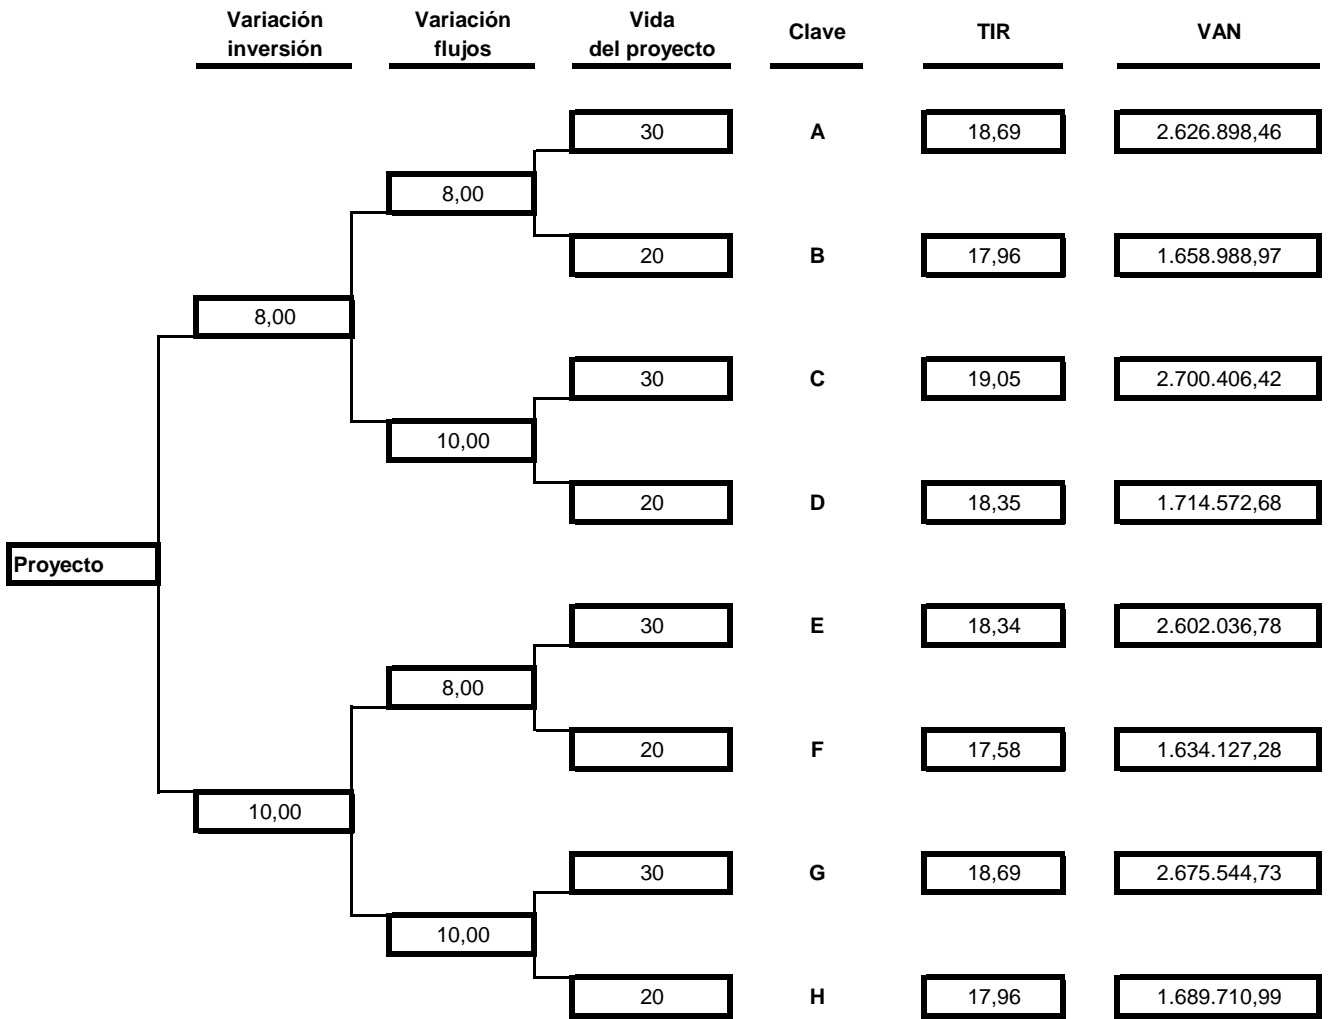 Variación inversión
Variación flujos
Vida del proyecto
Clave
TIR
VAN
30 A 18,69 2.626.898,46
8,00
20 B 17,96 1.658.988,97
8,00
30 C 19,05 2.700.406,42
10,00
20 D 18,35 1.714.572,68
Proyecto
30 E 18,34 2.602.036,78
8,00
20 F 17,58 1.634.127,28
10,00
30 G 18,69 2.675.544,73
10,00
20 H 17,96 1.689.710,99